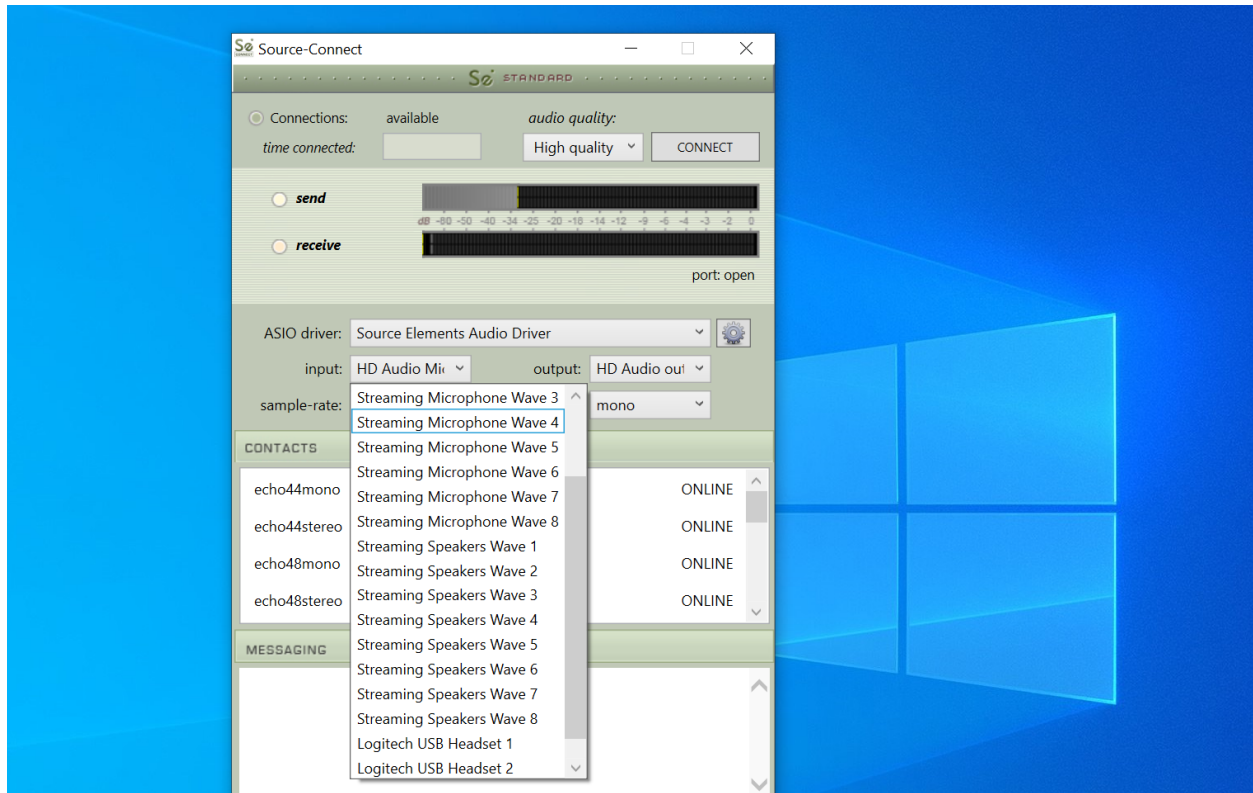 Source-Connect
Se STANDARD
Connections: available audio quality:
time connected: High quality CONNECT
send
dB -80 -50 -40 -34 -25 -20 -18 -14 -12 -9 -6 -4 -3 -2 0
receive
port: open
ASIO driver: Source Elements Audio Driver
input: HD Audio Mic output: HD Audio out
sample-rate: mono
Streaming Microphone Wave 3
Streaming Microphone Wave 4
CONTACTS
Streaming Microphone Wave 5
Streaming Microphone Wave 6
echo44mono ONLINE
Streaming Microphone Wave 7
echo44stereo ONLINE
Streaming Microphone Wave 8
Streaming Speakers Wave 1
echo48mono ONLINE
Streaming Speakers Wave 2
echo48stereo ONLINE
Streaming Speakers Wave 3
Streaming Speakers Wave 4
MESSAGING
Streaming Speakers Wave 5
Streaming Speakers Wave 6
Streaming Speakers Wave 7
Streaming Speakers Wave 8
Logitech USB Headset 1
Logitech USB Headset 2